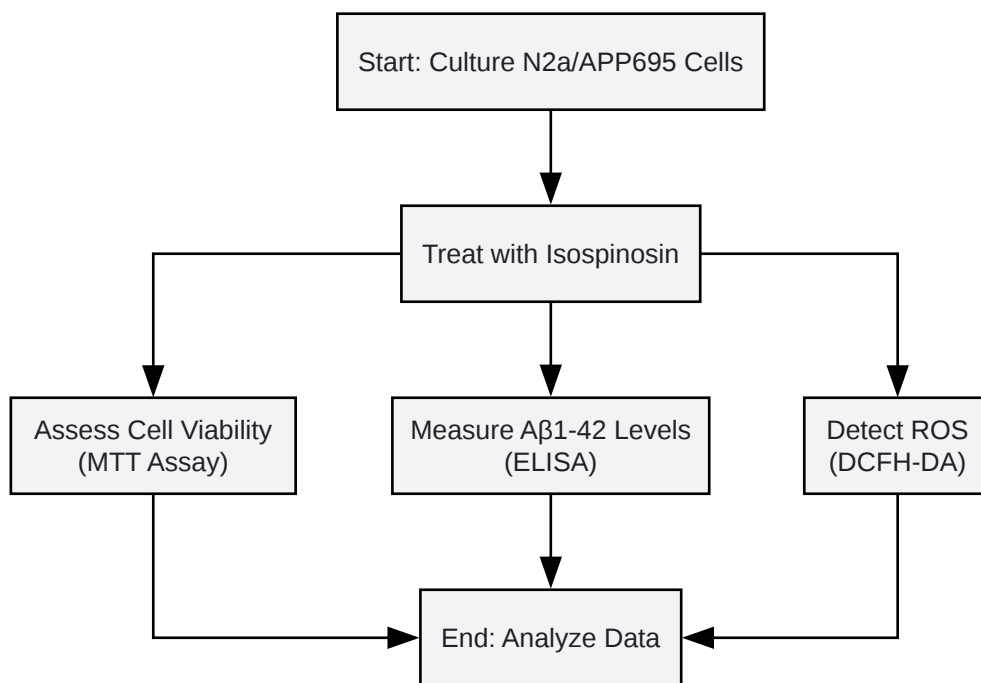 Start: Culture N2a/APP695 Cells
Treat with Isospinosin
Assess Cell Viability
(MTT Assay)
Measure Aβ1-42 Levels
(ELISA)
Detect ROS
(DCFH-DA)
End: Analyze Data